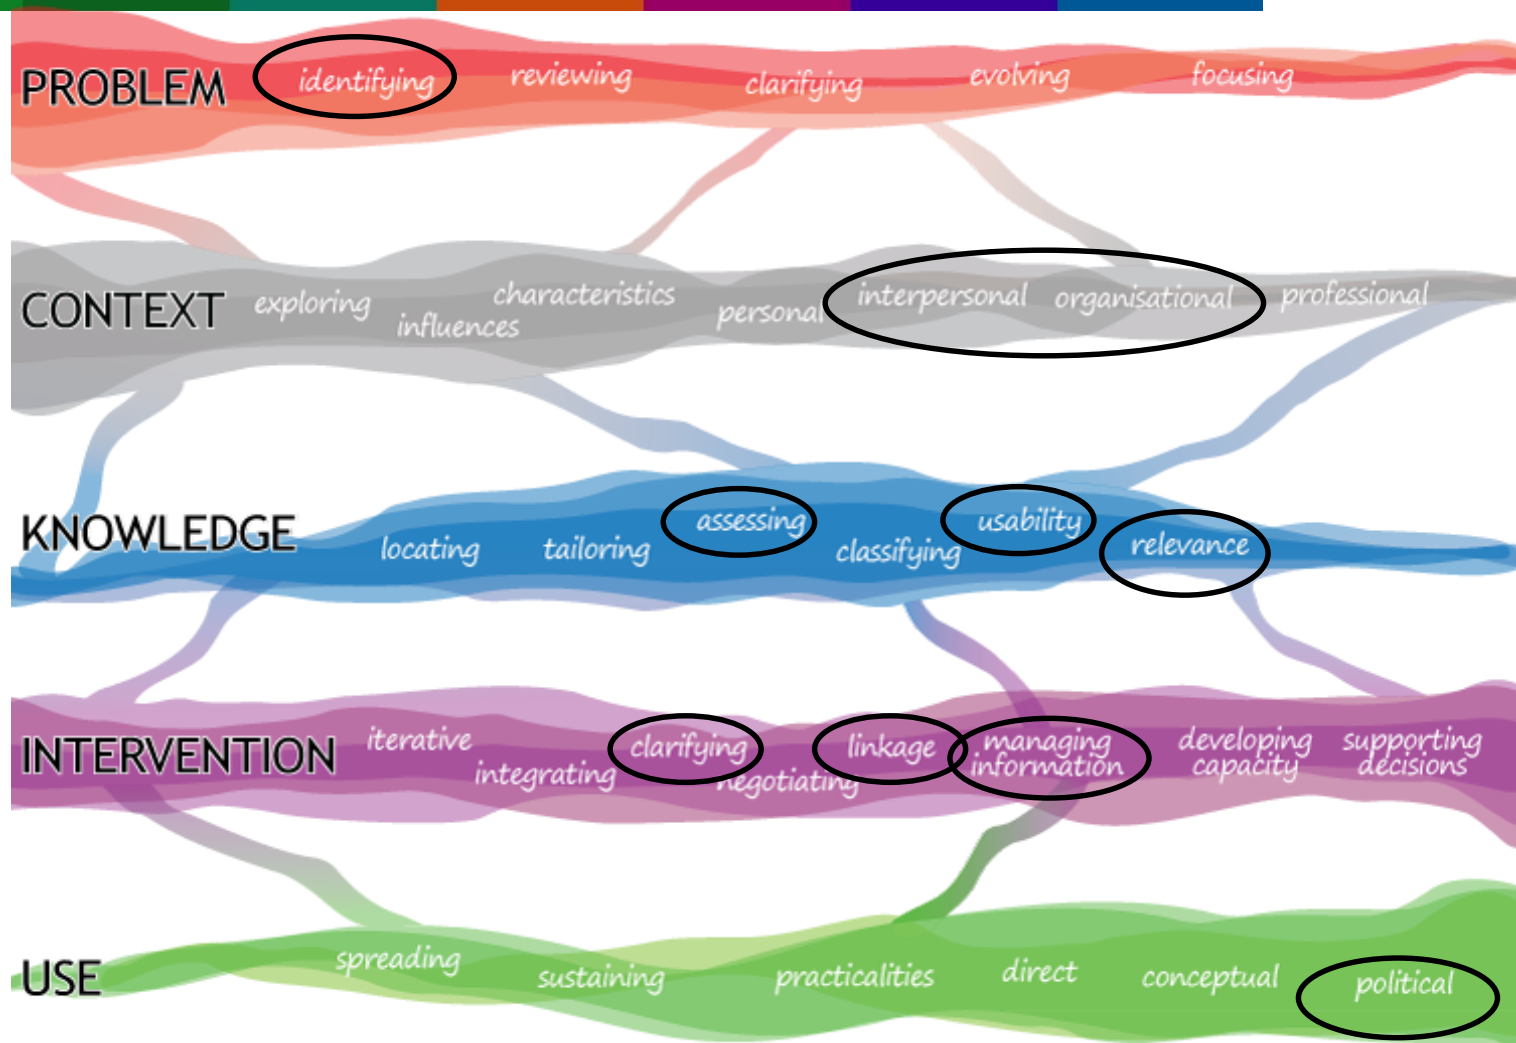 PROBLEM identifying reviewing clarifying evolving focusing
CONTEXT exploring influences characteristics personal interpersonal organisational professional
KNOWLEDGE locating tailoring assessing classifying usability relevance
INTERVENTION iterative integrating clarifying negotiating linkage managing information developing capacity supporting decisions
USE spreading sustaining practicalities direct conceptual political